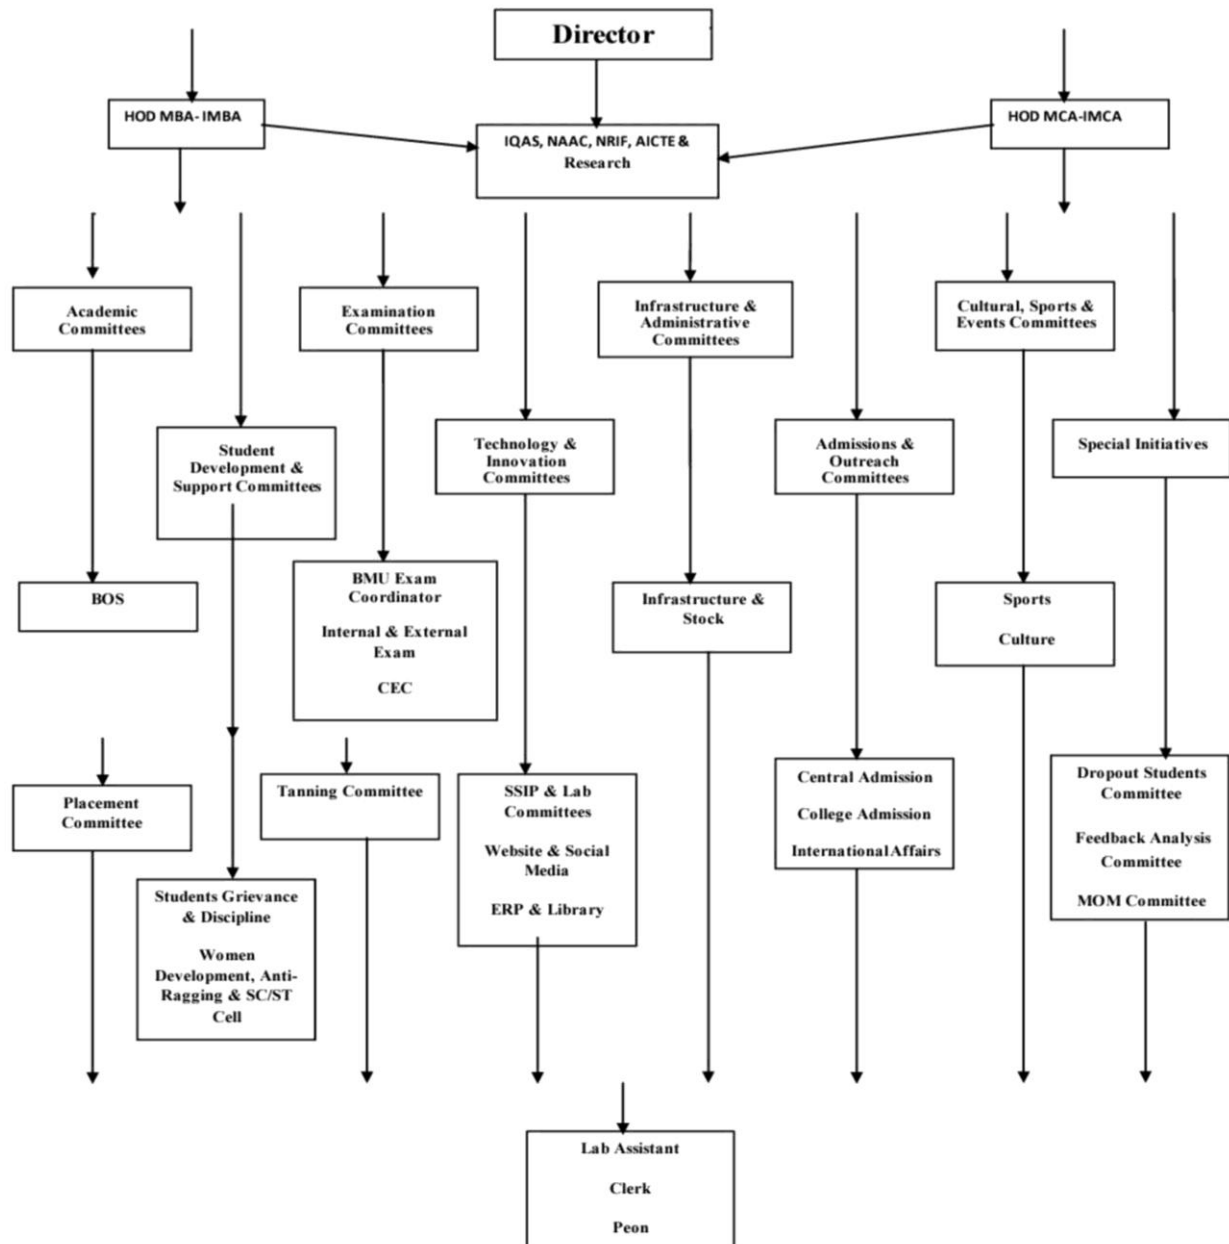 Director
HOD MBA- IMBA
HOD MCA-IMCA
IQAS, NAAC, NRIF, AICTE &
Research
Academic
Committees
Examination
Committees
Infrastructure &
Administrative
Committees
Cultural, Sports &
Events Committees
Student
Development &
Support Committees
Technology &
Innovation
Committees
Admissions &
Outreach
Committees
Special Initiatives
BOS
BMU Exam
Coordinator
Internal & External
Exam
CEC
Infrastructure &
Stock
Sports
Culture
Placement
Committee
Tanning Committee
SSIP & Lab
Committees
Website & Social
Media
ERP & Library
Central Admission
College Admission
International Affairs
Dropout Students
Committee
Feedback Analysis
Committee
MOM Committee
Students Grievance
& Discipline
Women
Development, Anti-
Ragging & SC/ST
Cell
Lab Assistant
Clerk
Peon